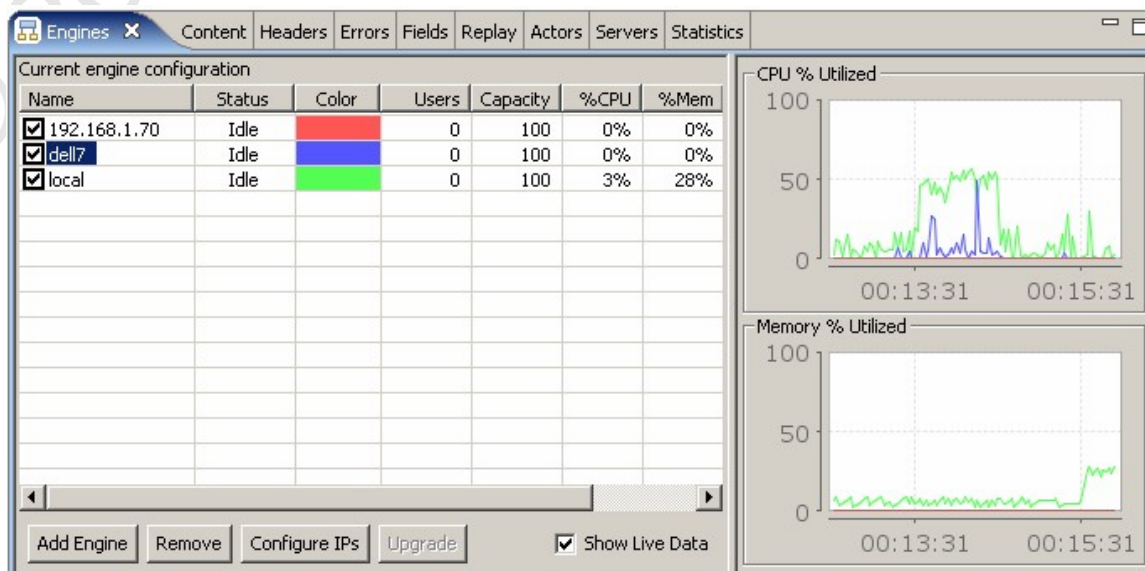 Engines Content Headers Errors Fields Replay Actors Servers Statistics
Current engine configuration
Name Status Color Users Capacity %CPU %Mem
192.168.1.70 Idle 0 100 0% 0%
dell7 Idle 0 100 0% 0%
local Idle 0 100 3% 28%
Add Engine Remove Configure IPs Upgrade Show Live Data
CPU % Utilized
100
50
0
00:13:31 00:15:31
Memory % Utilized
100
50
0
00:13:31 00:15:31